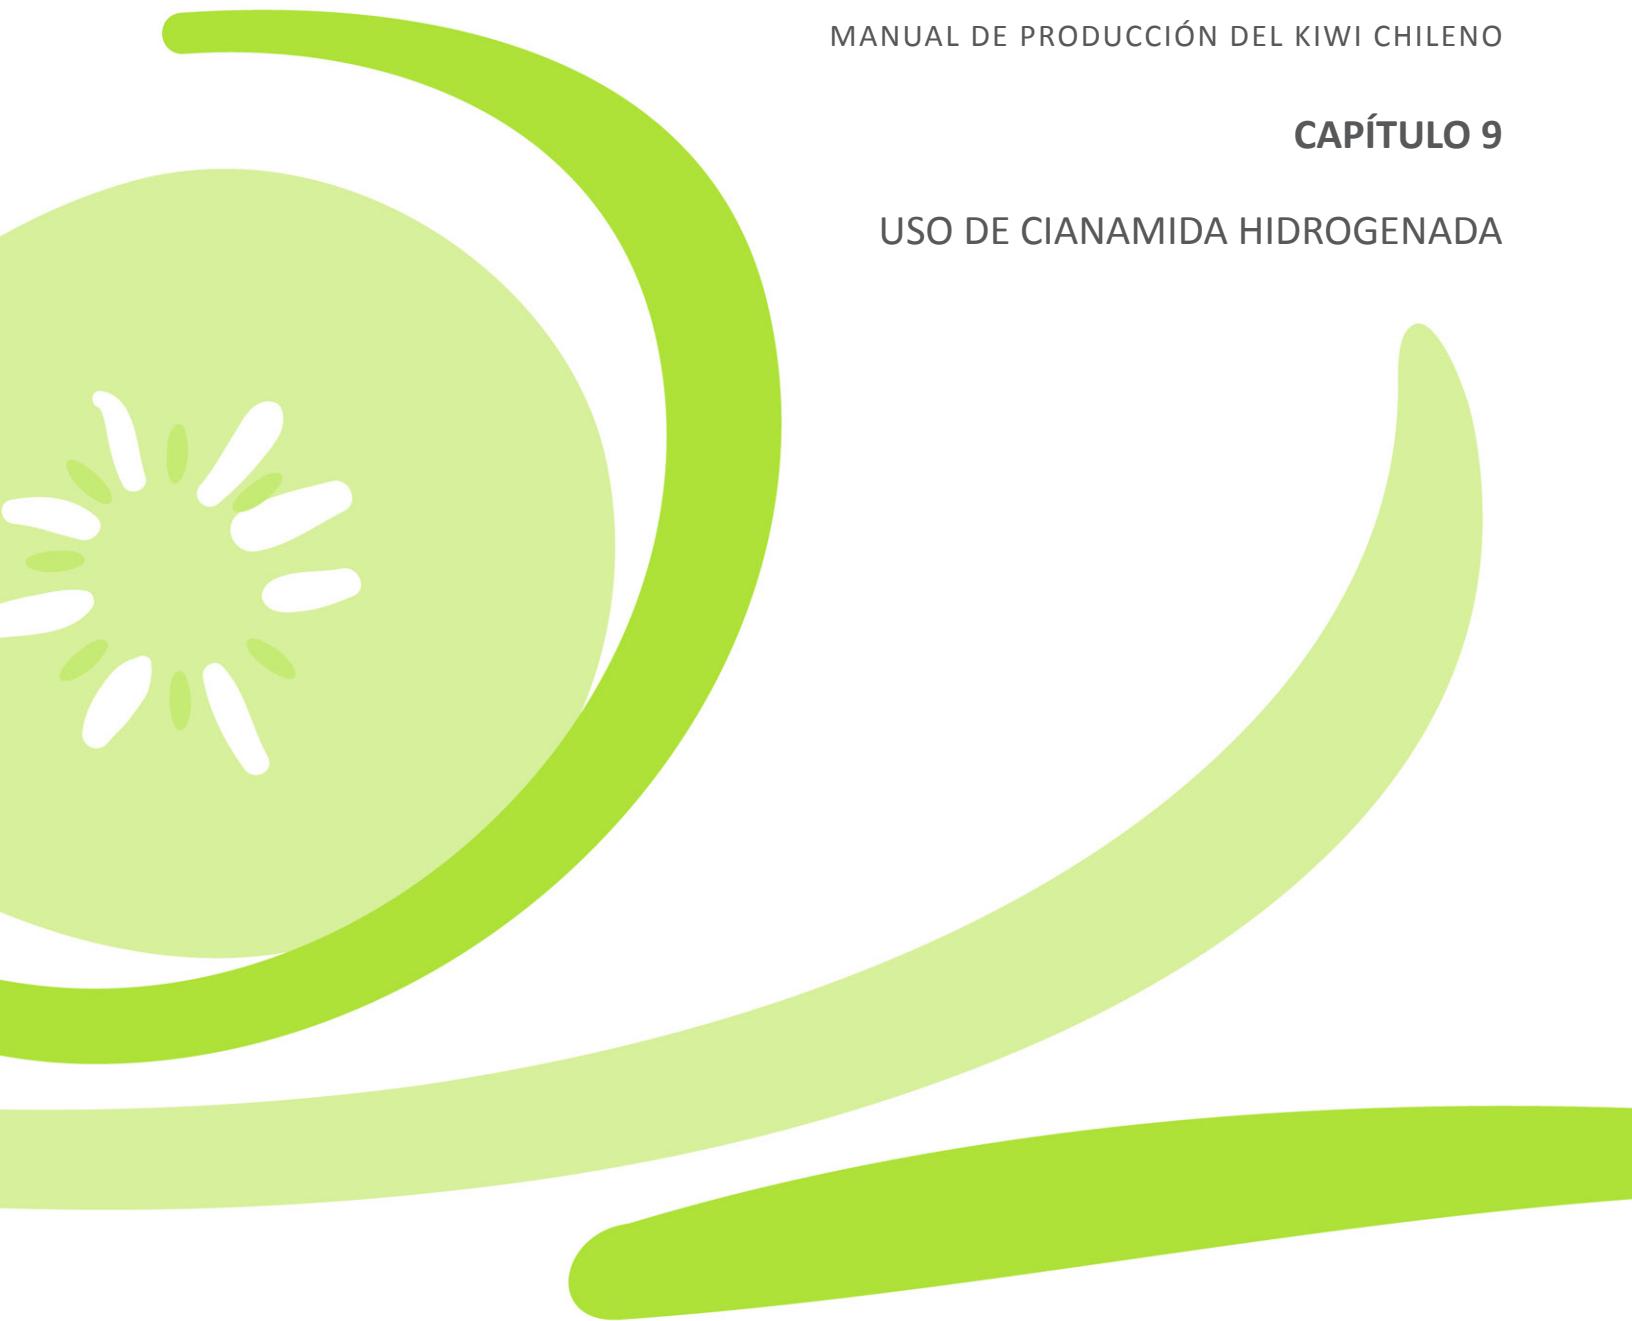 MANUAL DE PRODUCCIÓN DEL KIWI CHILENO
CAPÍTULO 9
USO DE CIANAMIDA HIDROGENADA